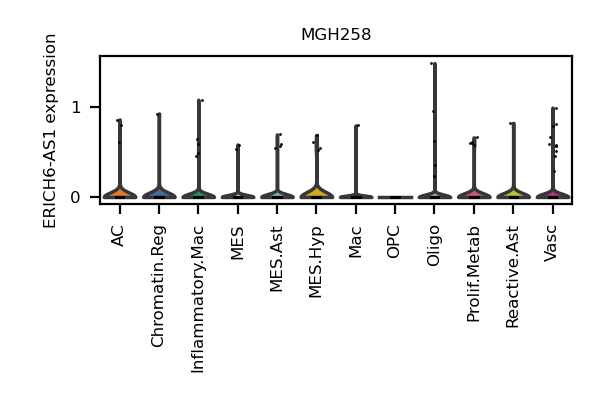 MGH258
ERICH6-AS1 expression
1
0
AC
Chromatin.Reg
Inflammatory.Mac
MES
MES.Ast
MES.Hyp
Mac
OPC
Oligo
Prolif.Metab
Reactive.Ast
Vasc